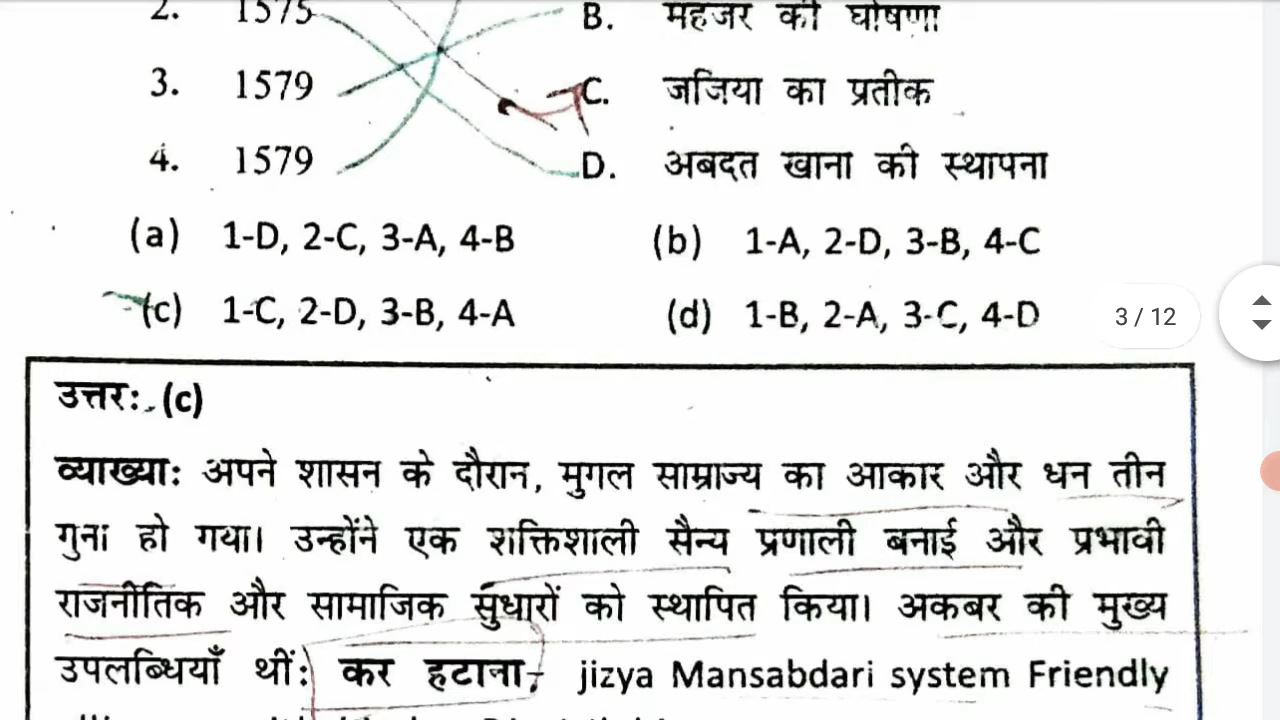 2. 1575 B. महजर की घोषणा
3. 1579 C. जजिया का प्रतीक
4. 1579 D. अबदत खाना की स्थापना
(a) 1-D, 2-C, 3-A, 4-B (b) 1-A, 2-D, 3-B, 4-C
(c) 1-C, 2-D, 3-B, 4-A (d) 1-B, 2-A, 3-C, 4-D
3 / 12
उत्तरः (c)
व्याख्याः अपने शासन के दौरान, मुगल साम्राज्य का आकार और धन तीन
गुना हो गया। उन्होंने एक शक्तिशाली सैन्य प्रणाली बनाई और प्रभावी
राजनीतिक और सामाजिक सुधारों को स्थापित किया। अकबर की मुख्य
उपलब्धियाँ थीं: कर हटाना, jizya Mansabdari system Friendly